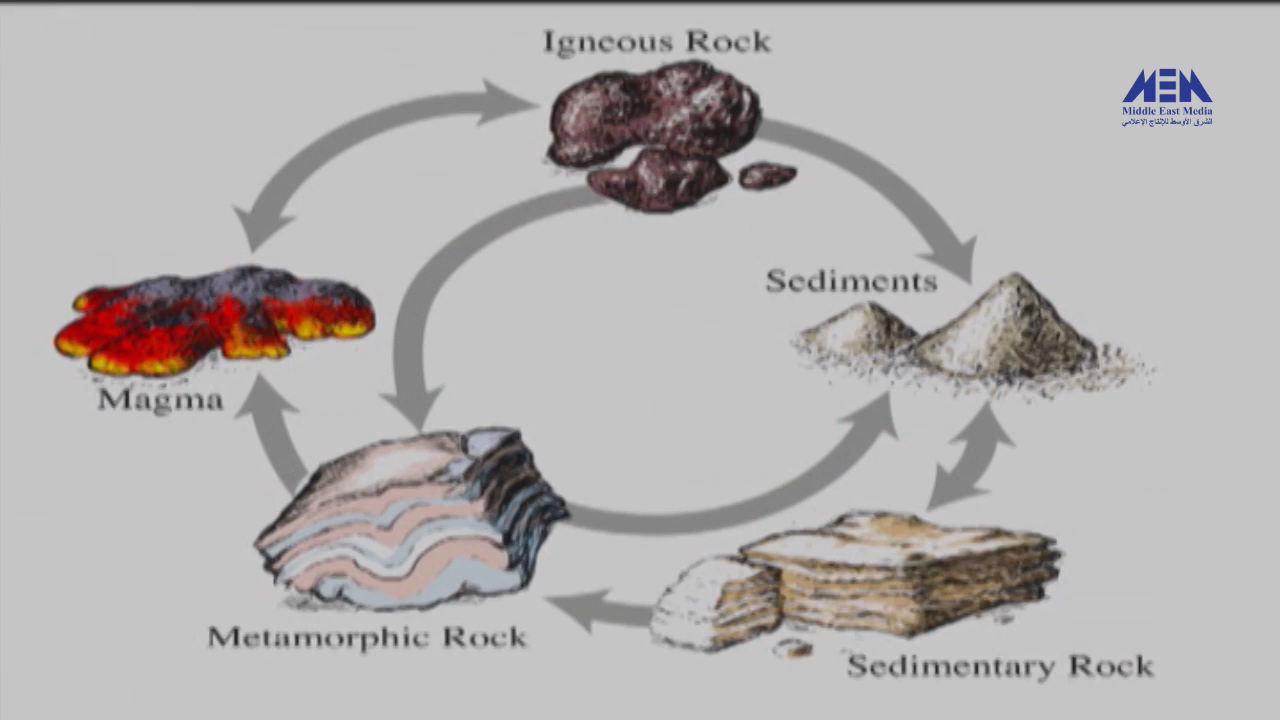 Igneous Rock
MEM
Middle East Media
الشرق الأوسط للإنتاج الإعلامي
Sediments
Magma
Metamorphic Rock
Sedimentary Rock